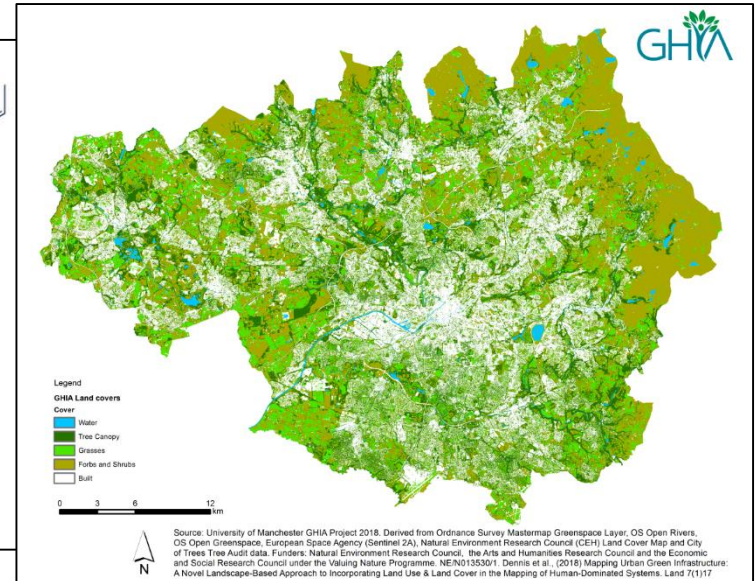 GHIA
Legend
GHIA Land covers
Cover
Water
Tree Canopy
Grasses
Forbs and Shrubs
Built
0 3 6 12
km
N
Source: University of Manchester GHIA Project 2018. Derived from Ordnance Survey Mastermap Greenspace Layer, OS Open Rivers,
OS Open Greenspace, European Space Agency (Sentinel 2A), Natural Environment Research Council (CEH) Land Cover Map and City
of Trees Tree Audit data. Funders: Natural Environment Research Council, the Arts and Humanities Research Council and the Economic
and Social Research Council under the Valuing Nature Programme. NE/N013530/1. Dennis et al., (2018) Mapping Urban Green Infrastructure:
A Novel Landscape-Based Approach to Incorporating Land Use & Land Cover in the Mapping of Human-Dominated Systems. Land 7(1)17